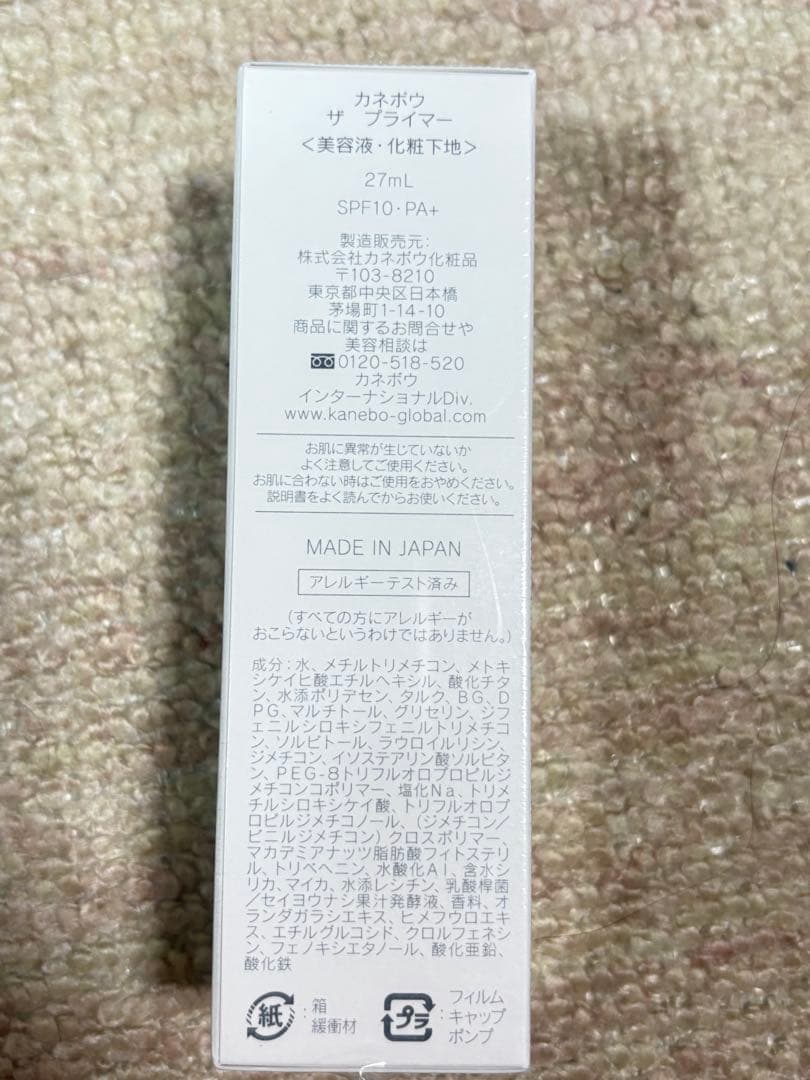 カネボウ
ザ プライマー
＜美容液・化粧下地＞
27mL
SPF10・PA+
製造販売元：
株式会社カネボウ化粧品
〒103-8210
東京都中央区日本橋
茅場町1-14-10
商品に関するお問合せや
美容相談は
0120-518-520
カネボウ
インターナショナルDiv.
www.kanebo-global.com
お肌に異常が生じていないか
よく注意してご使用ください。
お肌に合わない時はご使用をおやめください。
説明書をよく読んでからお使いください。
MADE IN JAPAN
アレルギーテスト済み
（すべての方にアレルギーが
おこらないというわけではありません。）
成分：水、メチルトリメチコン、メトキ
シケイヒ酸エチルヘキシル、酸化チタ
ン、水添ポリデセン、タルク、BG、D
PG、マルチトール、グリセリン、ジフ
ェニルシロキシフェニルトリメチコ
ン、ソルビトール、ラウロイルリシン、
ジメチコン、イソステアリン酸ソルビタ
ン、PEG-8トリフルオロプロピルジ
メチコンコポリマー、塩化Na、トリメ
チルシロキシケイ酸、トリフルオロプ
ロピルジメチコノール、（ジメチコン／
ビニルジメチコン）クロスポリマー、
マカデミアナッツ脂肪酸フィトステリ
ル、トリベヘニン、水酸化Al、含水シ
リカ、マイカ、水添レシチン、乳酸桿菌
／セイヨウナシ果汁発酵液、香料、オ
ランダガラシエキス、ヒメフウロエキ
ス、エチルグルコシド、クロルフェネシ
ン、フェノキシエタノール、酸化亜鉛、
酸化鉄
紙：箱
緩衝材
プラ：フィルム
キャップ
ポンプ